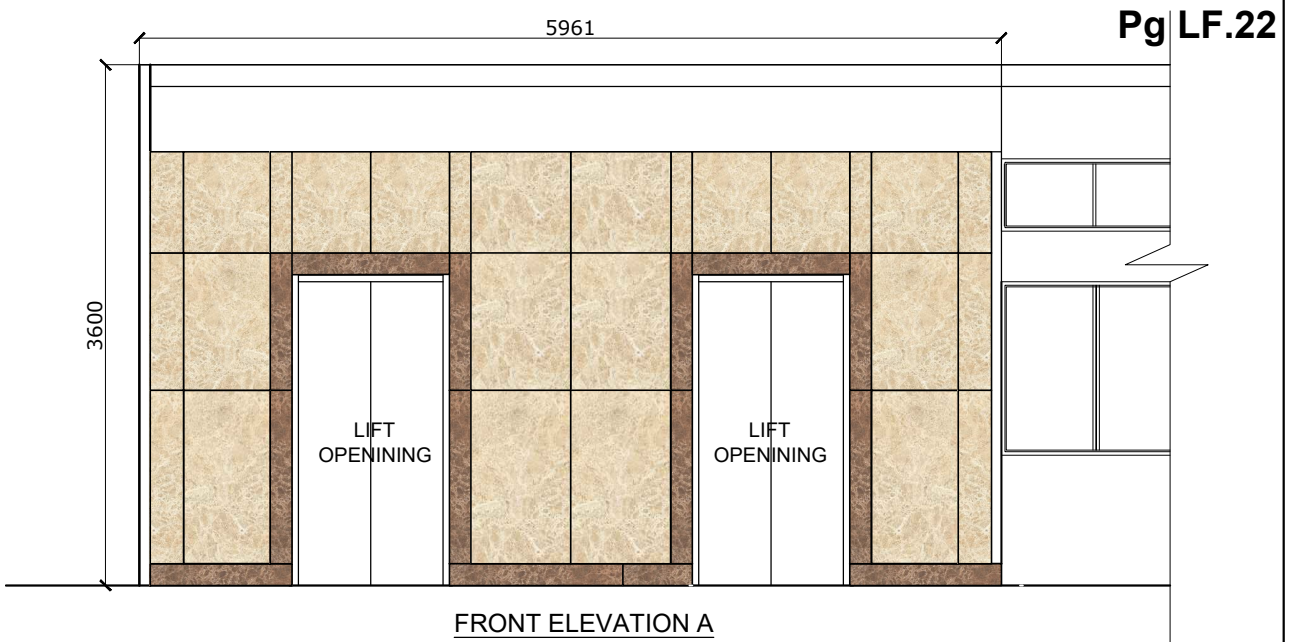 Pg LF.22
5961
3600
LIFT
OPENINING
LIFT
OPENINING
FRONT ELEVATION A